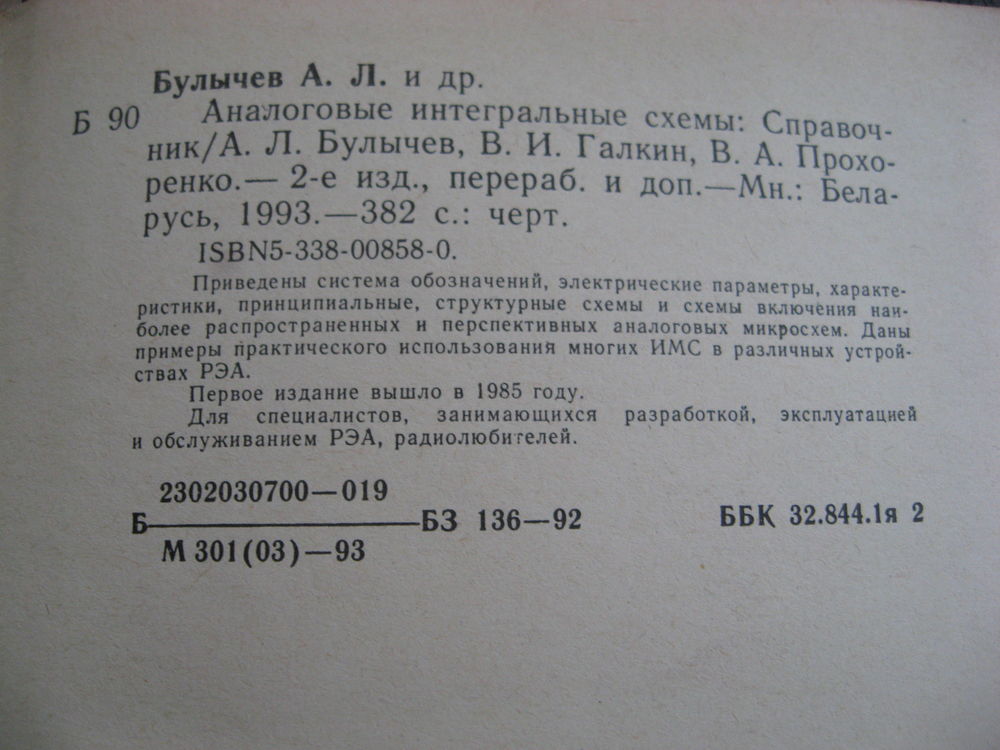 Булычев А. Л. и др.
Б 90 Аналоговые интегральные схемы: Справоч-
ник/А. Л. Булычев, В. И. Галкин, В. А. Прохо-
ренко.— 2-е изд., перераб. и доп.—Мн.: Бела-
русь, 1993.—382 с.: черт.
ISBN5-338-00858-0.
Приведены система обозначений, электрические параметры, характе-
ристики, принципиальные, структурные схемы и схемы включения наи-
более распространенных и перспективных аналоговых микросхем. Даны
примеры практического использования многих ИМС в различных устрой-
ствах РЭА.
Первое издание вышло в 1985 году.
Для специалистов, занимающихся разработкой, эксплуатацией
и обслуживанием РЭА, радиолюбителей.
2302030700—019
Б———БЗ 136—92 ББК 32.844.1я 2
М 301(03)—93